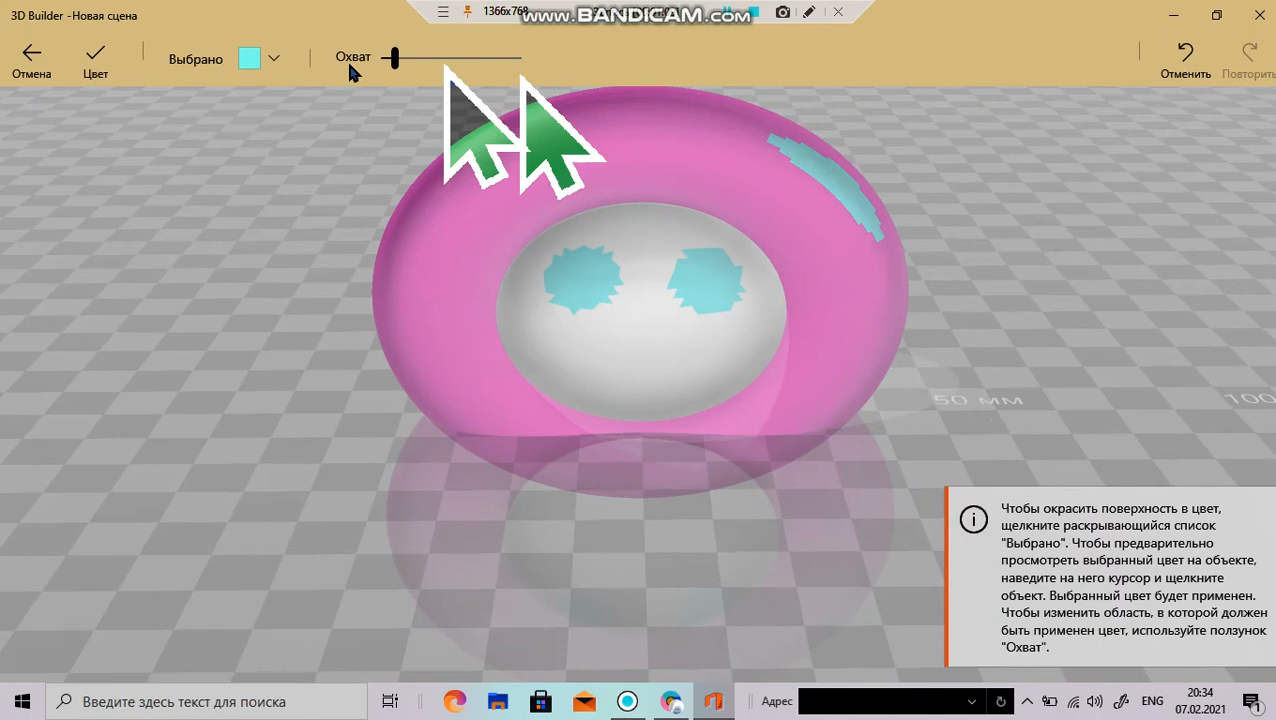 3D Builder -Новая сцена
1366x768
www.BANDICAM.com
Отмена
Цвет
Выбрано
Охват
Отменить
Повторить
50 мм
100
Чтобы окрасить поверхность в цвет,
щелкните раскрывающийся список
"Выбрано". Чтобы предварительно
просмотреть выбранный цвет на объекте,
наведите на него курсор и щелкните
объект. Выбранный цвет будет применен.
Чтобы изменить область, в которой должен
быть применен цвет, используйте ползунок
"Охват".
Введите здесь текст для поиска
Адрес
ENG
20:34
07.02.2021
1